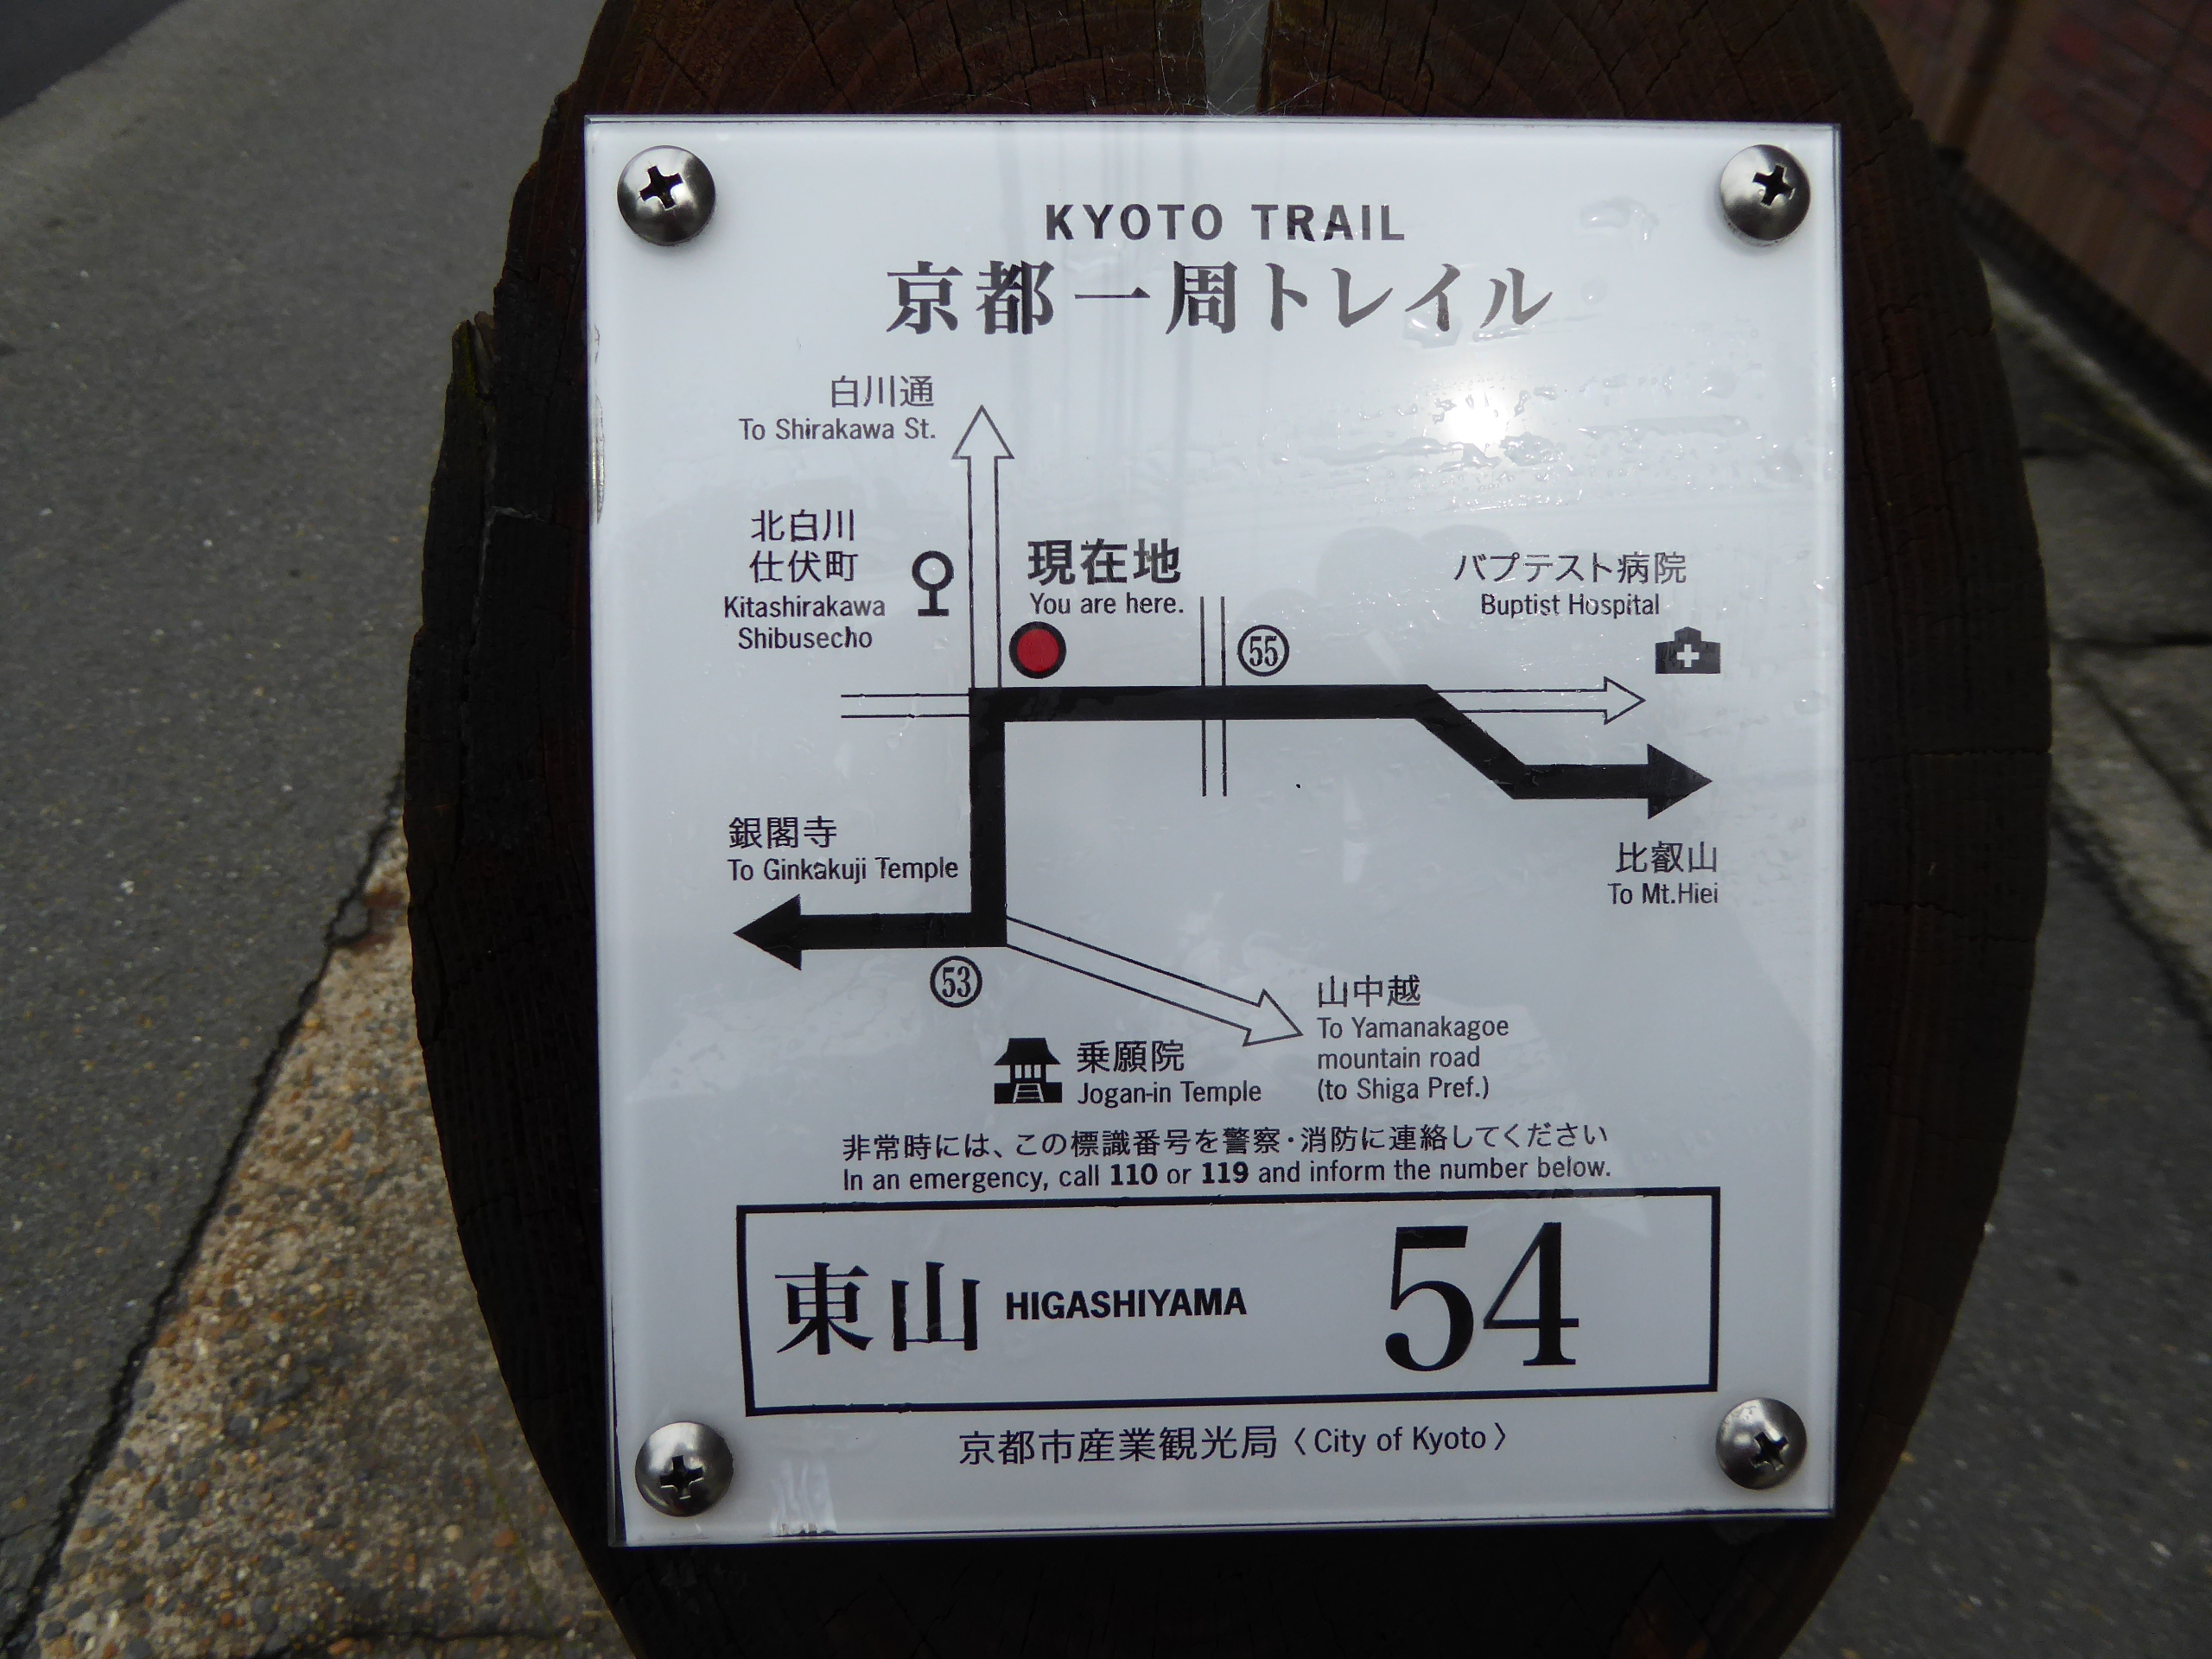 KYOTO TRAIL
京都一周トレイル
白川通
To Shirakawa St.
北白川
仕伏町
Kitashirakawa
Shibusecho
現在地
You are here.
55
バプテスト病院
Buptist Hospital
銀閣寺
To Ginkakuji Temple
比叡山
To Mt.Hiei
53
山中越
To Yamanakagoe
mountain road
(to Shiga Pref.)
乗願院
Jogan-in Temple
非常時には、この標識番号を警察・消防に連絡してください
In an emergency, call 110 or 119 and inform the number below.
東山 HIGASHIYAMA 54
京都市産業観光局〈City of Kyoto〉